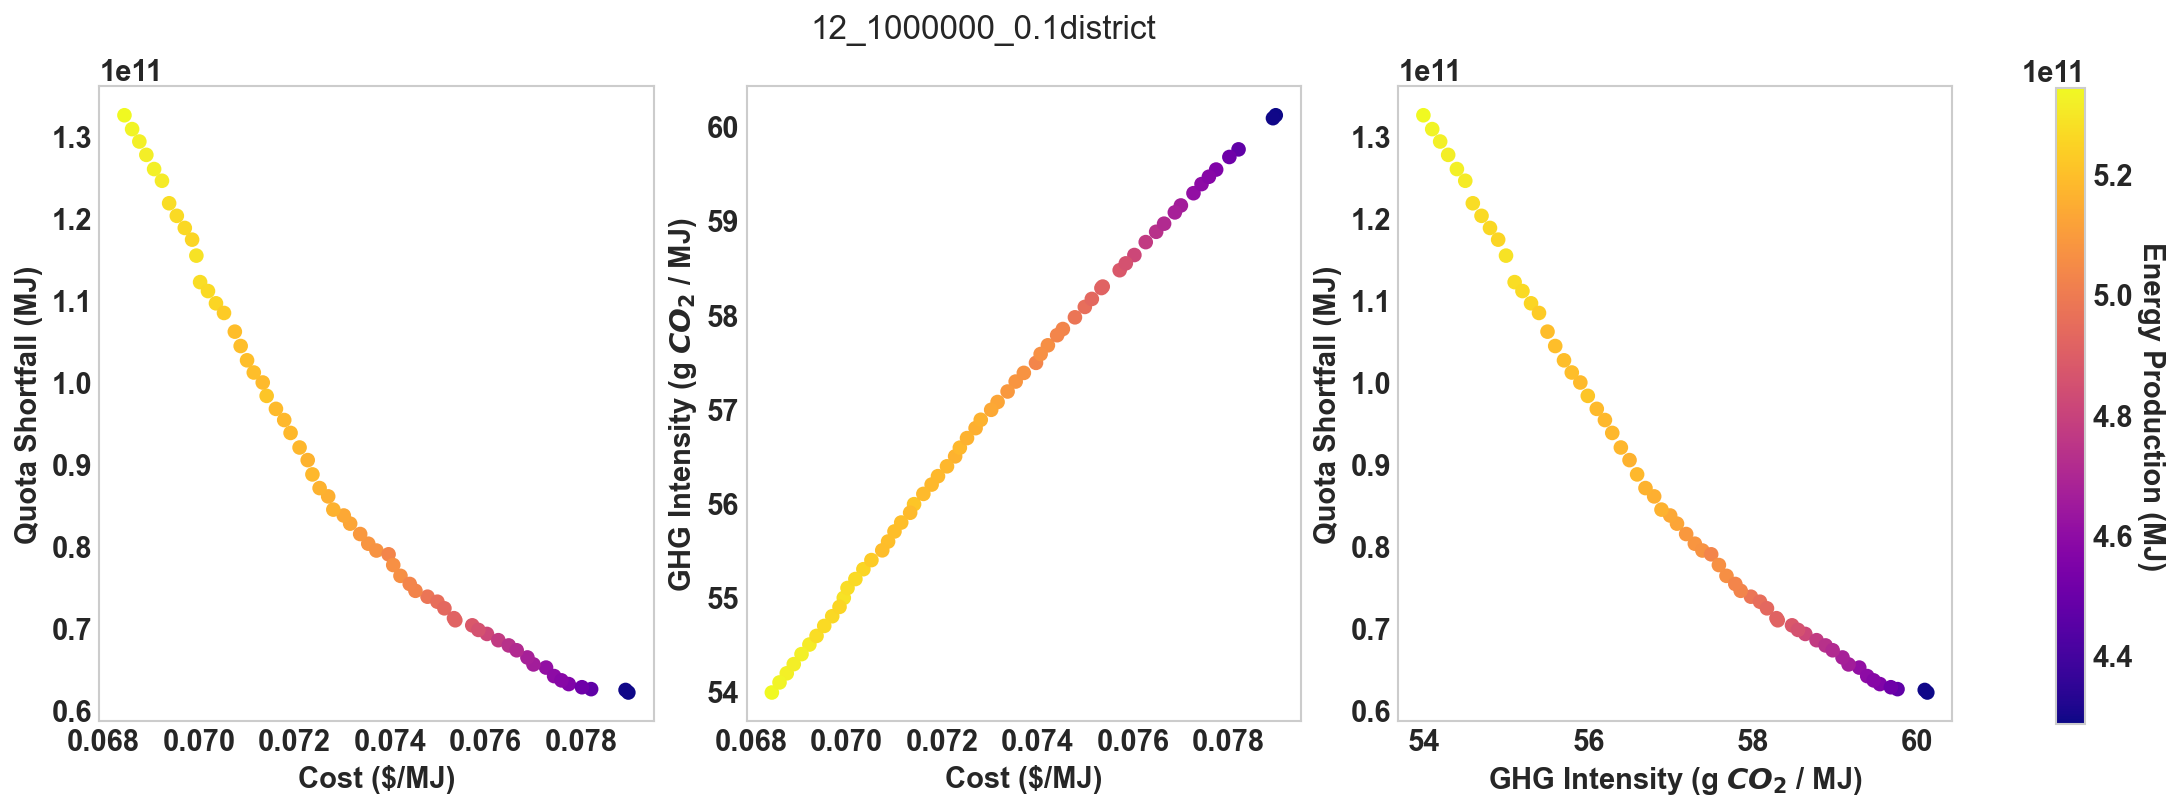 12_1000000_0.1district
1e11
1.3
1.2
1.1
1.0
0.9
0.8
0.7
0.6
Quota Shortfall (MJ)
0.068 0.070 0.072 0.074 0.076 0.078
Cost ($/MJ)
60
59
58
57
56
55
54
GHG Intensity (g CO₂ / MJ)
0.068 0.070 0.072 0.074 0.076 0.078
Cost ($/MJ)
1e11
1.3
1.2
1.1
1.0
0.9
0.8
0.7
0.6
Quota Shortfall (MJ)
54 56 58 60
GHG Intensity (g CO₂ / MJ)
1e11
5.2
5.0
4.8
4.6
4.4
Energy Production (MJ)